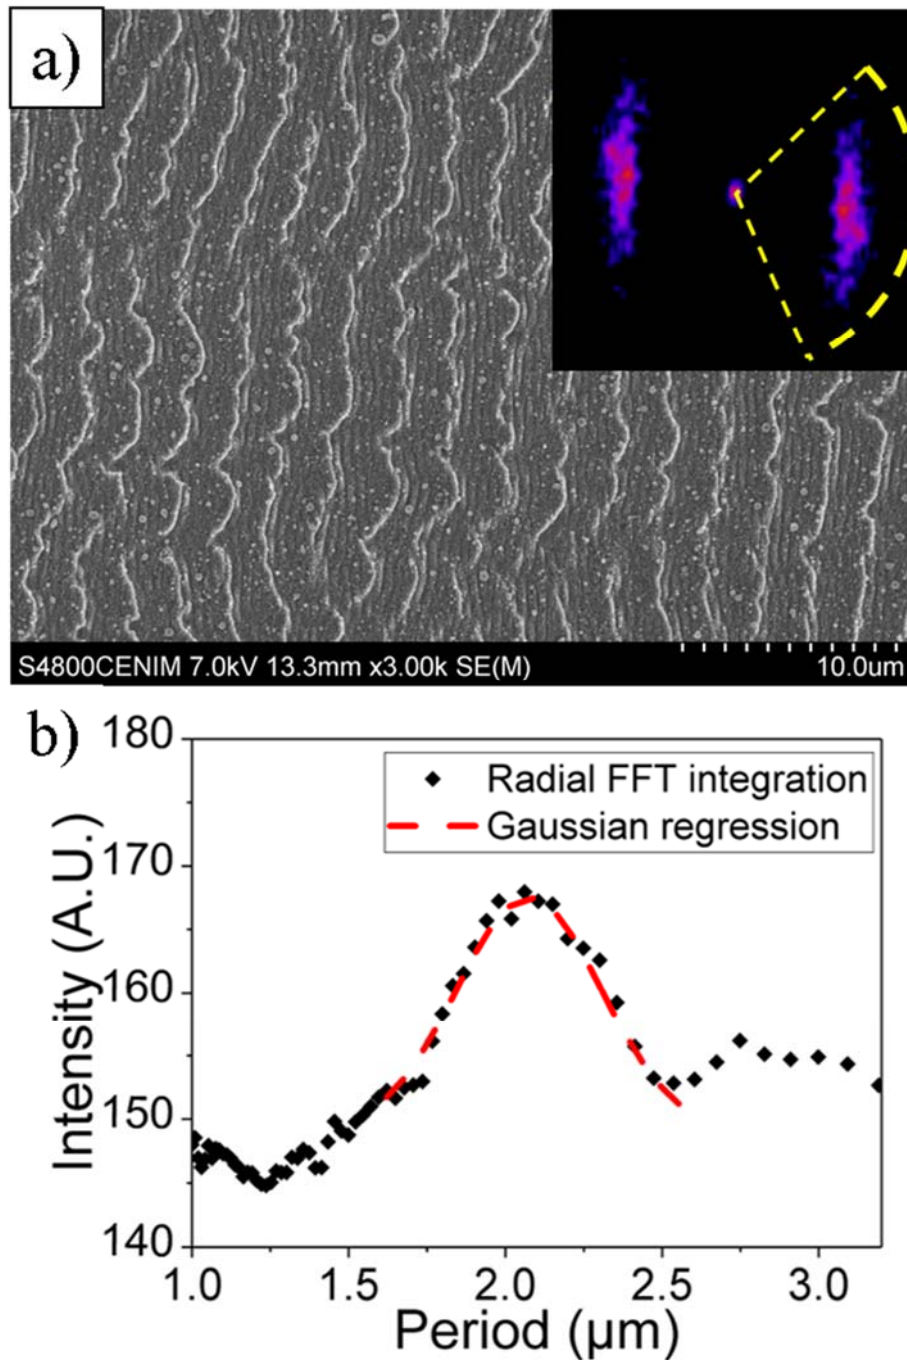 a)
S4800CENIM 7.0kV 13.3mm x3.00k SE(M)
10.0um
b)
180
170
160
150
140
Intensity (A.U.)
Radial FFT integration
Gaussian regression
1.0 1.5 2.0 2.5 3.0
Period (μm)